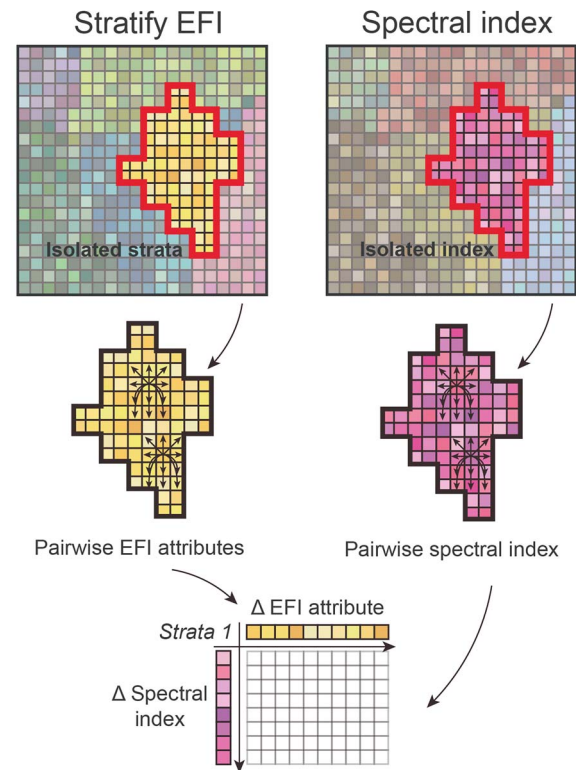 Stratify EFI
Spectral index
Isolated strata
Isolated index
Pairwise EFI attributes
Pairwise spectral index
Δ EFI attribute
Strata 1
Δ Spectral
index